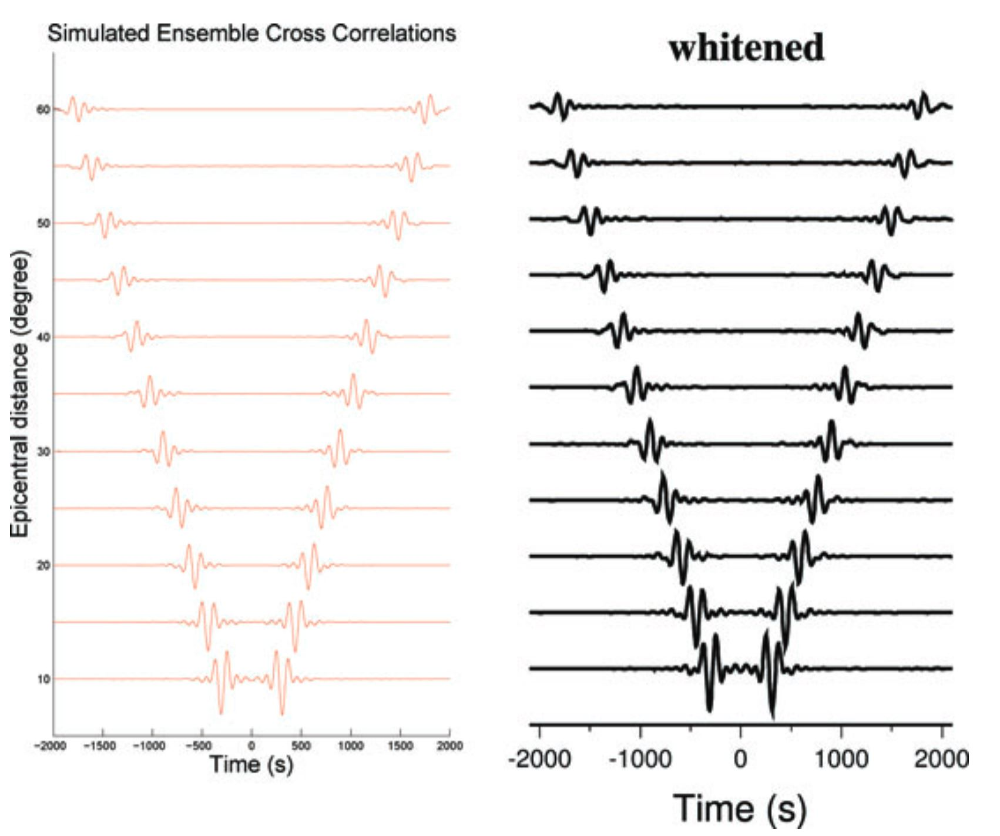 Simulated Ensemble Cross Correlations
Epicentral distance (degree)
60
50
40
30
20
10
−2000 −1500 −1000 −500 0 500 1000 1500 2000
Time (s)
whitened
-2000 -1000 0 1000 2000
Time (s)